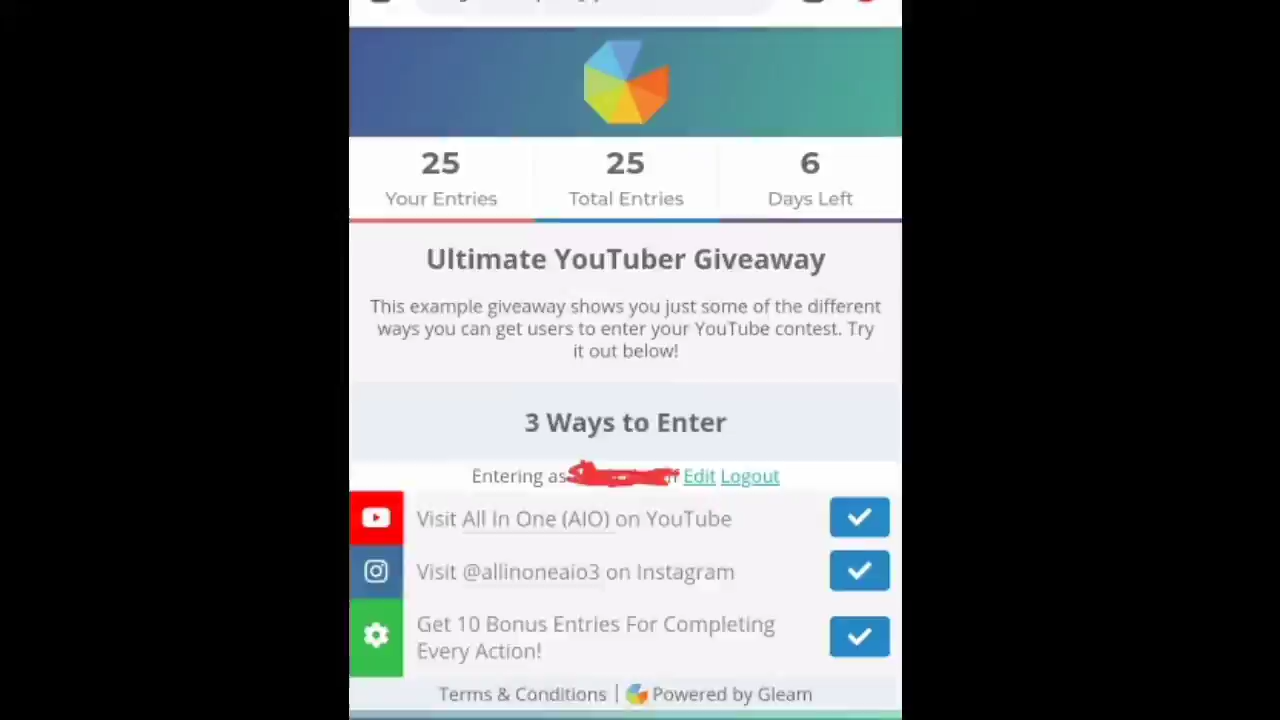 25
25
6
Your Entries
Total Entries
Days Left
Ultimate YouTuber Giveaway
This example giveaway shows you just some of the different
ways you can get users to enter your YouTube contest. Try
it out below!
3 Ways to Enter
Entering as Edit Logout
Visit All In One (AIO) on YouTube
Visit @allinoneaio3 on Instagram
Get 10 Bonus Entries For Completing
Every Action!
Terms & Conditions | Powered by Gleam